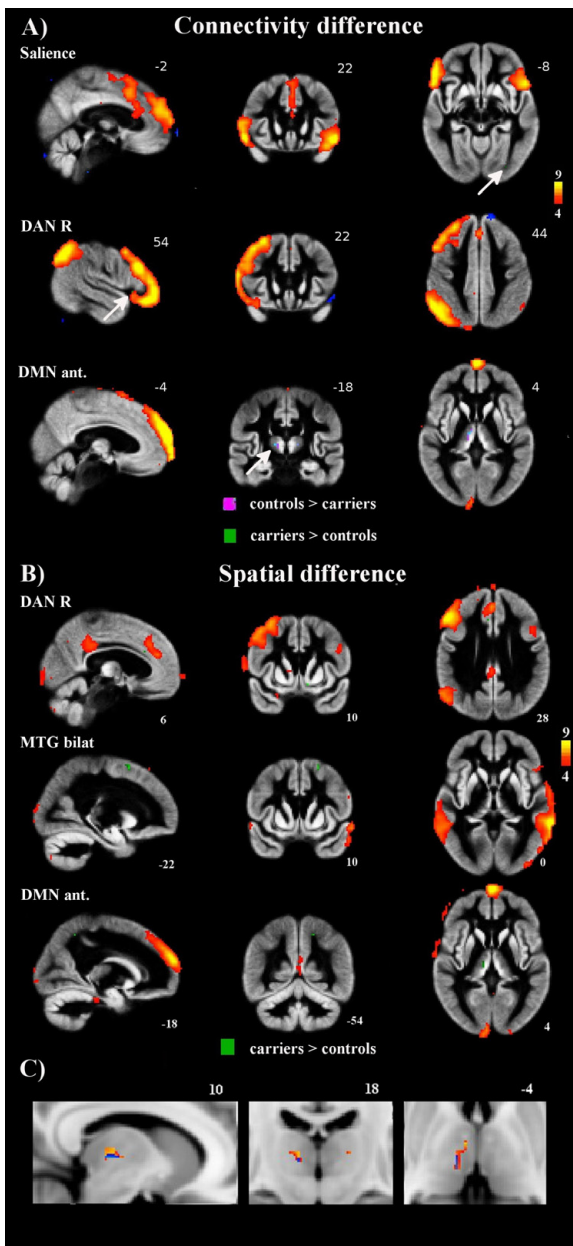 A) Connectivity difference
Salience
-2 22 -8
9
4
DAN R
54 22 44
DMN ant.
-4 -18 4
controls > carriers
carriers > controls
B) Spatial difference
DAN R
6 10 28
MTG bilat
9
4
-22 10 0
DMN ant.
-18 -54 4
carriers > controls
C)
10 18 -4